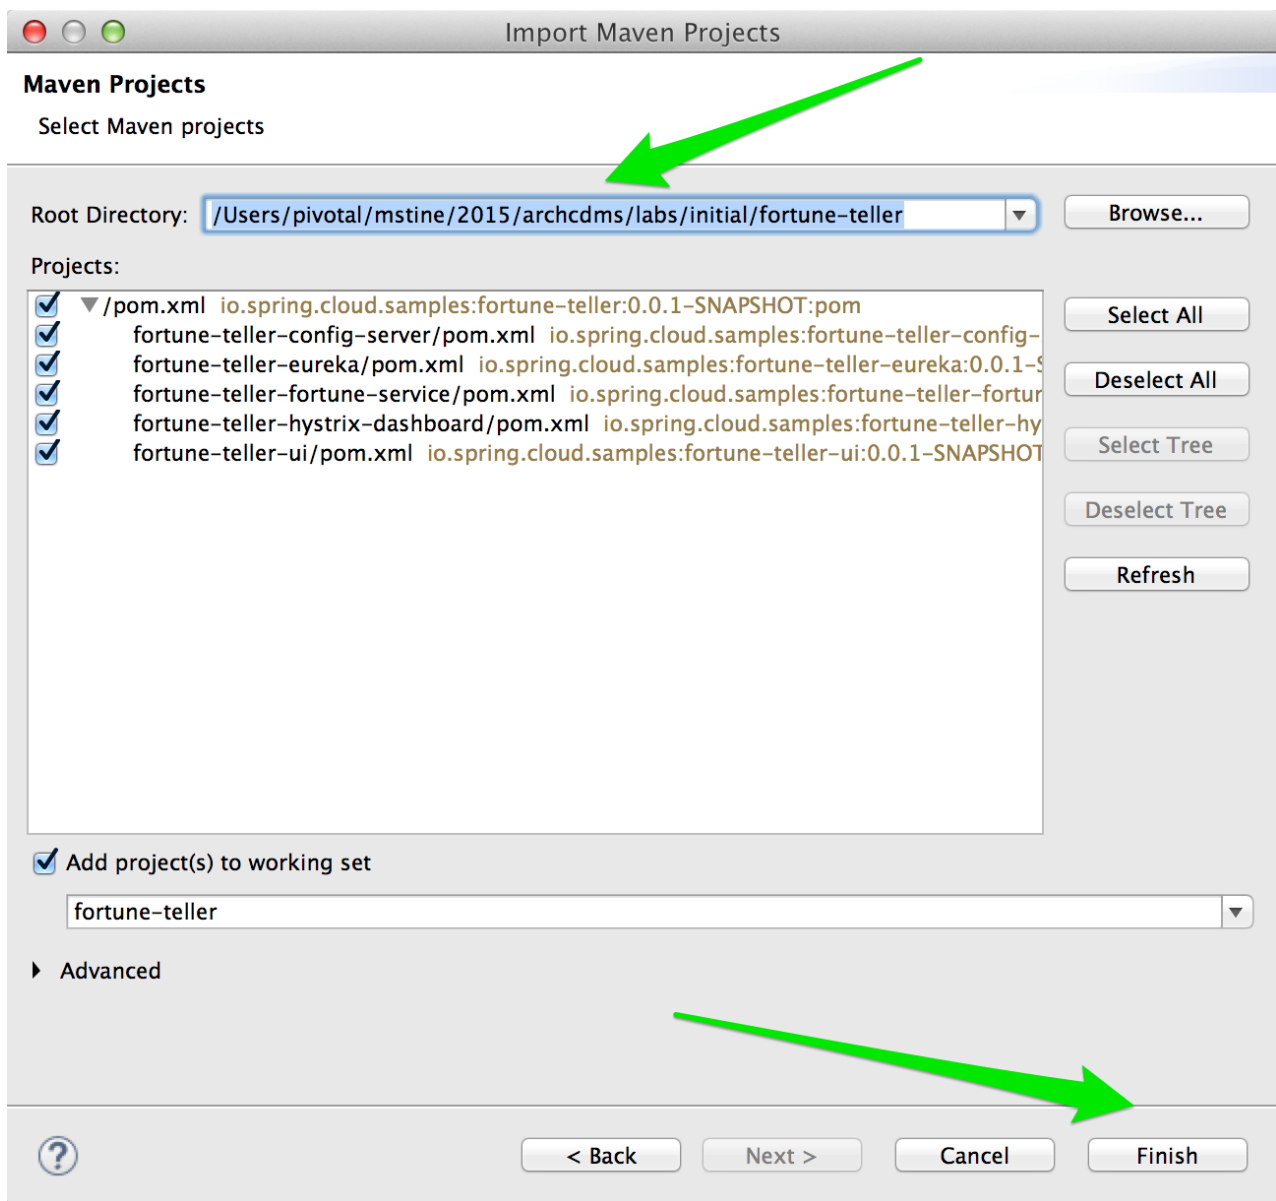 Import Maven Projects
Maven Projects
Select Maven projects
Root Directory: /Users/pivotal/mstine/2015/archcdms/labs/initial/fortune-teller Browse...
Projects:
/pom.xml io.spring.cloud.samples:fortune-teller:0.0.1-SNAPSHOT:pom
fortune-teller-config-server/pom.xml io.spring.cloud.samples:fortune-teller-config-
fortune-teller-eureka/pom.xml io.spring.cloud.samples:fortune-teller-eureka:0.0.1-S
fortune-teller-fortune-service/pom.xml io.spring.cloud.samples:fortune-teller-fortur
fortune-teller-hystrix-dashboard/pom.xml io.spring.cloud.samples:fortune-teller-hy
fortune-teller-ui/pom.xml io.spring.cloud.samples:fortune-teller-ui:0.0.1-SNAPSHOT
Select All
Deselect All
Select Tree
Deselect Tree
Refresh
Add project(s) to working set
fortune-teller
Advanced
? < Back Next > Cancel Finish